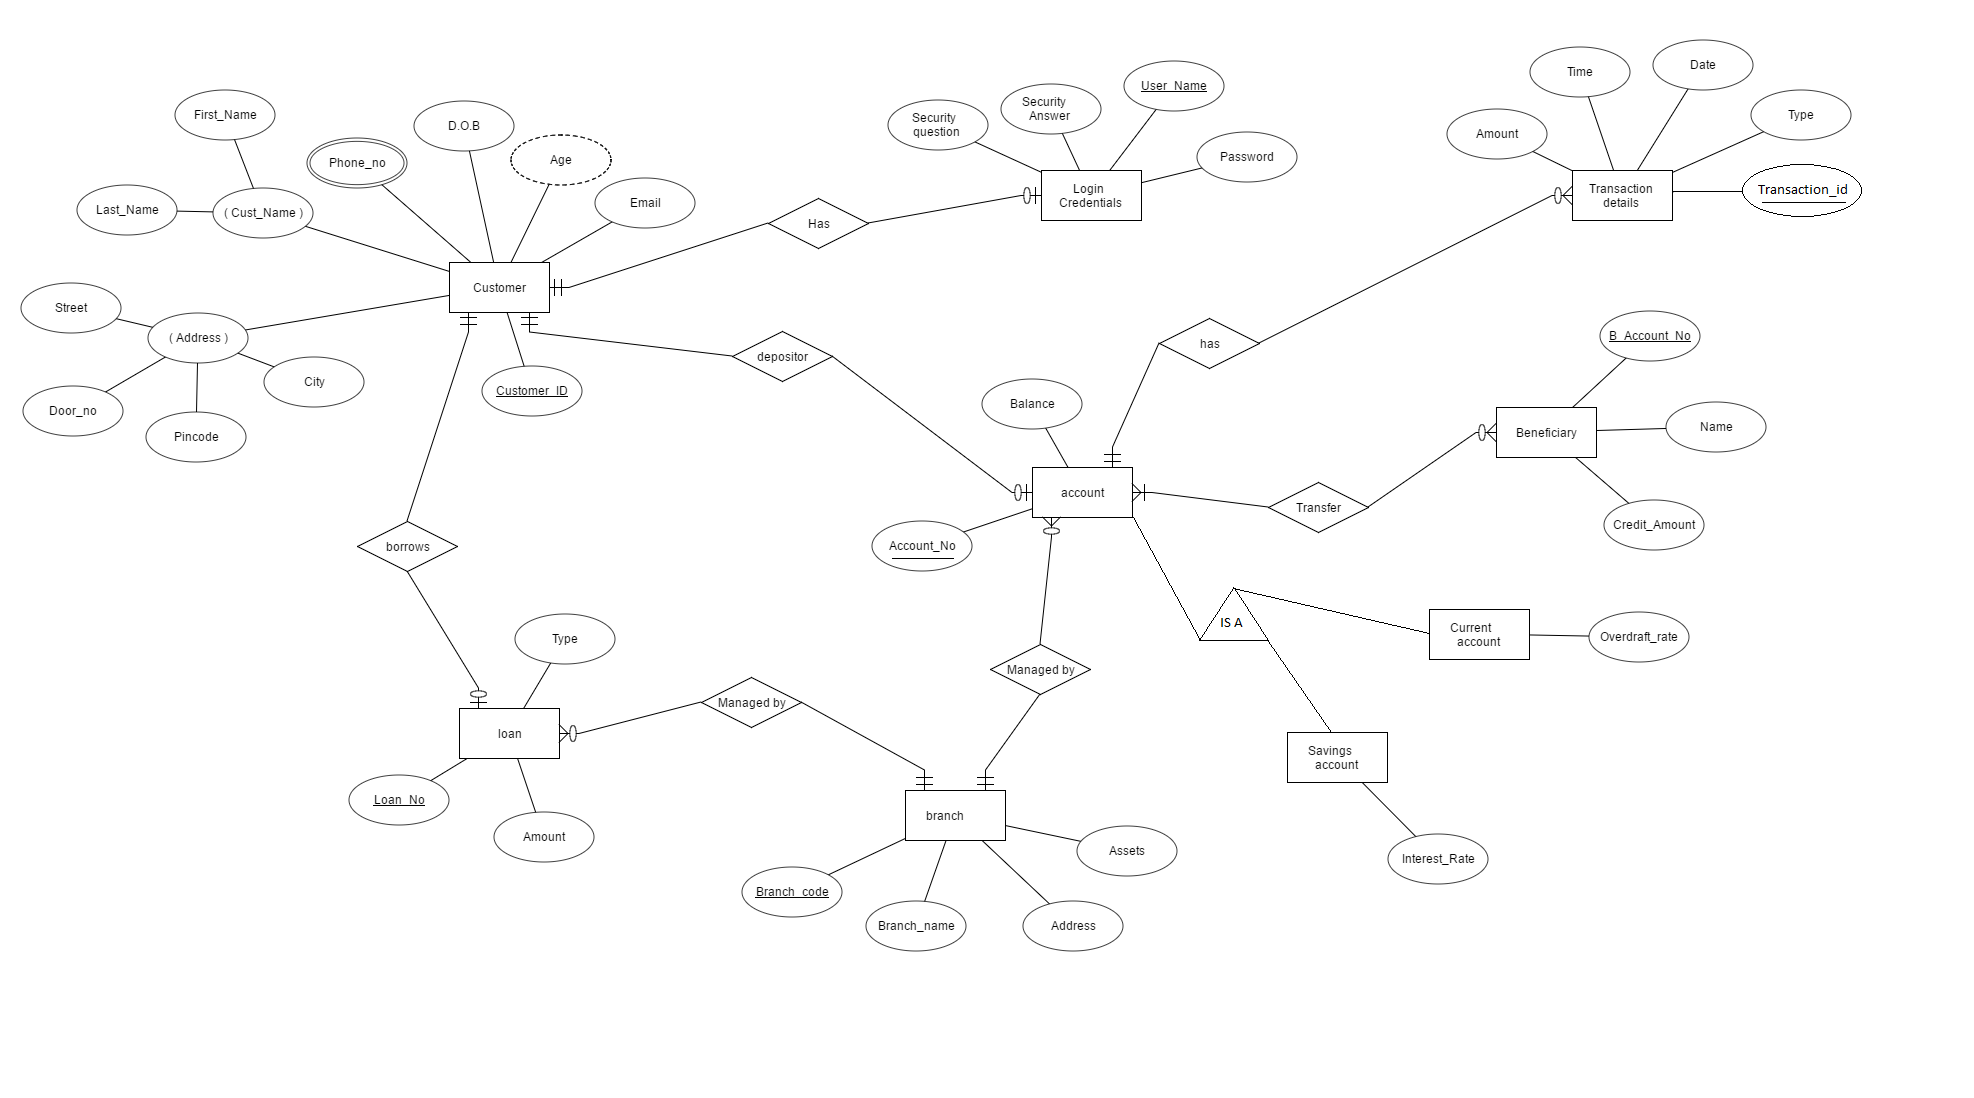 Time
Date
User_Name
Security
Answer
First_Name
Type
Security
question
D.O.B
Amount
Password
Age
Phone_no
Transaction_id
Login
Credentials
Transaction
details
Email
Last_Name
( Cust_Name )
Has
Customer
Street
( Address )
B_Account_No
has
depositor
City
Customer_ID
Balance
Door_no
Name
Pincode
Beneficiary
account
Transfer
Credit_Amount
borrows
Account_No
IS A
Current
account
Overdraft_rate
Type
Managed by
Managed by
loan
Savings
account
Loan_No
branch
Amount
Assets
Interest_Rate
Branch_code
Branch_name
Address